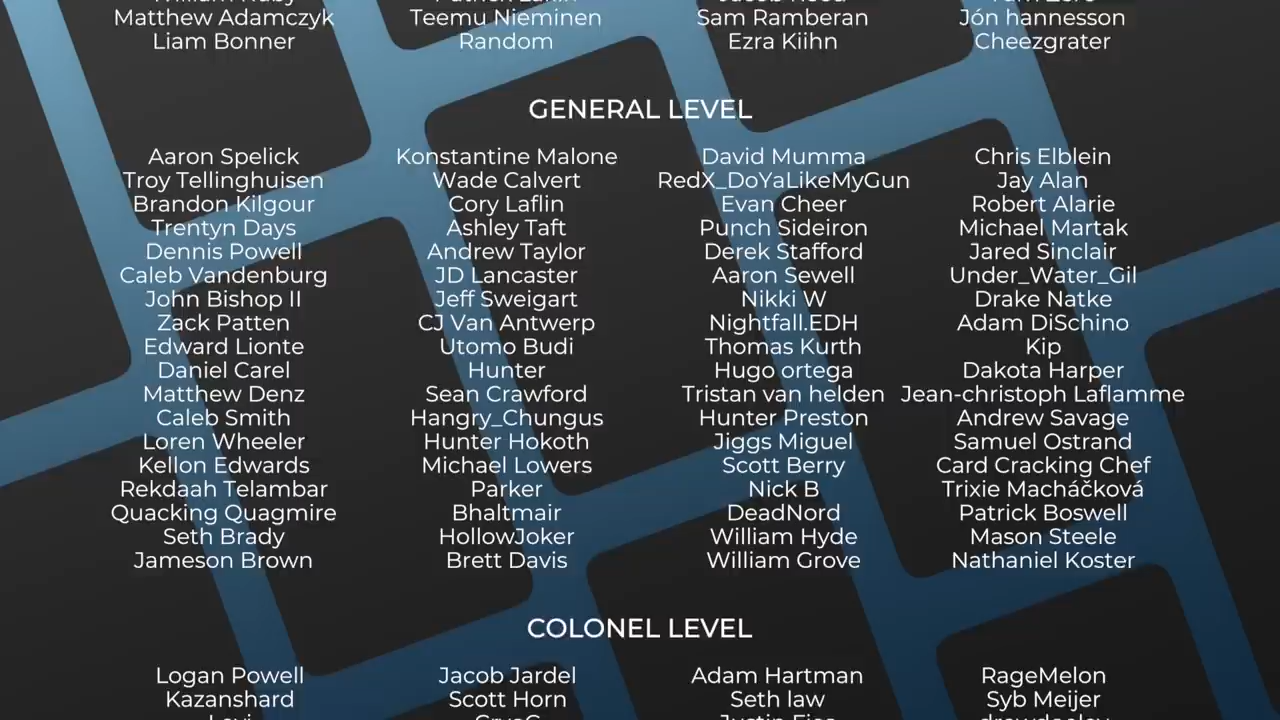 Matthew Adamczyk Teemu Nieminen Sam Ramberan Jón hannesson
Liam Bonner Random Ezra Kiihn Cheezgrater
GENERAL LEVEL
Aaron Spelick Konstantine Malone David Mumma Chris Elblein
Troy Tellinghuisen Wade Calvert RedX_DoYaLikeMyGun Jay Alan
Brandon Kilgour Cory Laflin Evan Cheer Robert Alarie
Trentyn Days Ashley Taft Punch Sideiron Michael Martak
Dennis Powell Andrew Taylor Derek Stafford Jared Sinclair
Caleb Vandenburg JD Lancaster Aaron Sewell Under_Water_Gil
John Bishop II Jeff Sweigart Nikki W Drake Natke
Zack Patten CJ Van Antwerp Nightfall.EDH Adam DiSchino
Edward Lionte Utomo Budi Thomas Kurth Kip
Daniel Carel Hunter Hugo ortega Dakota Harper
Matthew Denz Sean Crawford Tristan van helden Jean-christoph Laflamme
Caleb Smith Hangry_Chungus Hunter Preston Andrew Savage
Loren Wheeler Hunter Hokoth Jiggs Miguel Samuel Ostrand
Kellon Edwards Michael Lowers Scott Berry Card Cracking Chef
Rekdaah Telambar Parker Nick B Trixie Macháčková
Quacking Quagmire Bhaltmair DeadNord Patrick Boswell
Seth Brady HollowJoker William Hyde Mason Steele
Jameson Brown Brett Davis William Grove Nathaniel Koster
COLONEL LEVEL
Logan Powell Jacob Jardel Adam Hartman RageMelon
Kazanshard Scott Horn Seth law Syb Meijer